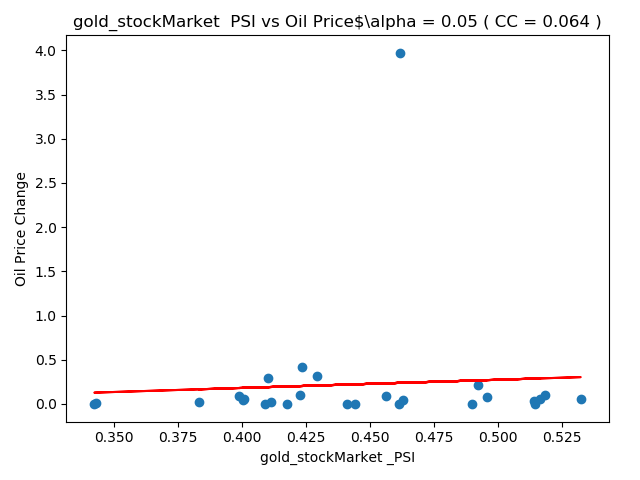 gold_stockMarket  PSI vs Oil Price$\alpha = 0.05 ( CC = 0.064 )
4.0
3.5
3.0
2.5
2.0
1.5
1.0
0.5
0.0
Oil Price Change
0.350 0.375 0.400 0.425 0.450 0.475 0.500 0.525
gold_stockMarket _PSI